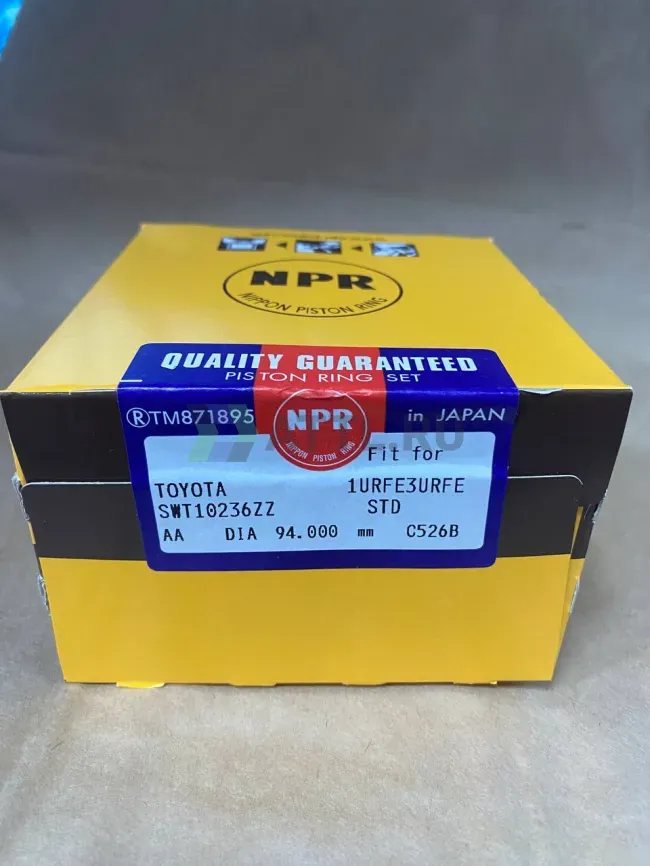 NPR
NIPPON PISTON RING
QUALITY GUARANTEED
PISTON RING SET
®TM871895
NPR
NIPPON PISTON RING
in JAPAN
Fit for
TOYOTA 1URFE3URFE
SWT10236ZZ STD
AA DIA 94.000 mm C526B